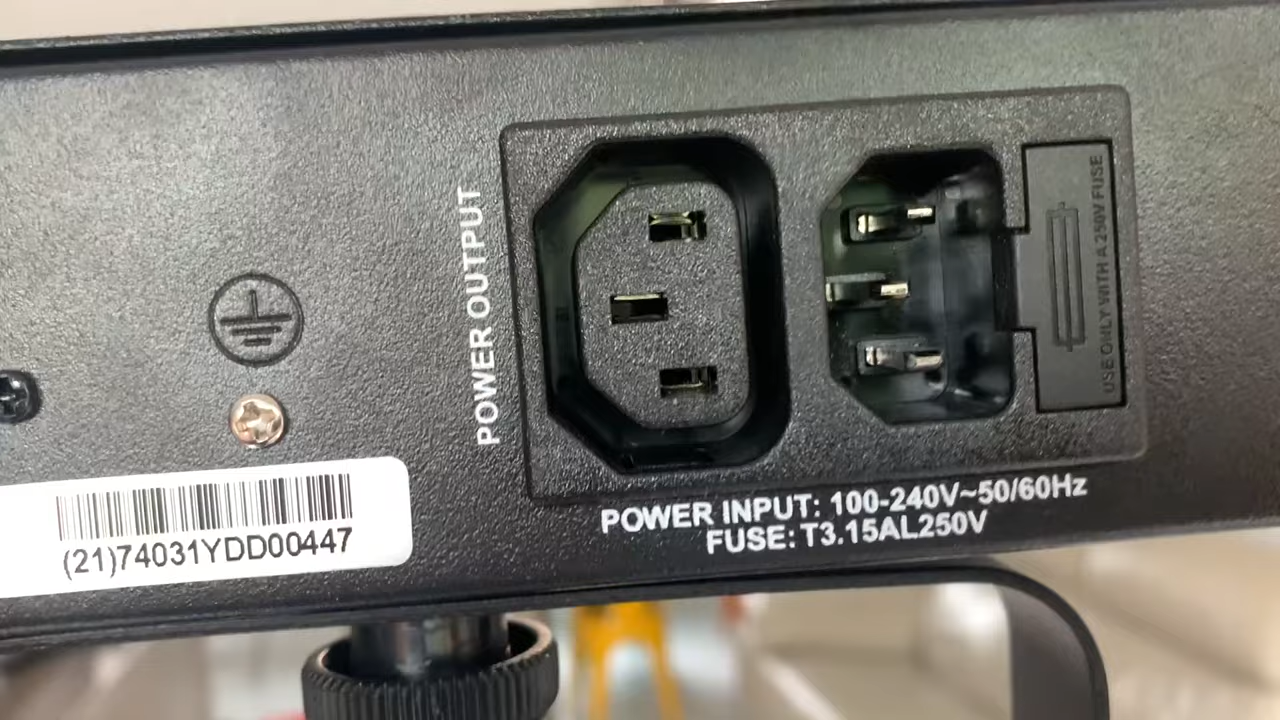 POWER OUTPUT
USE ONLY WITH A 250V FUSE
POWER INPUT: 100-240V~50/60Hz
FUSE: T3.15AL250V
(21)74031YDD00447